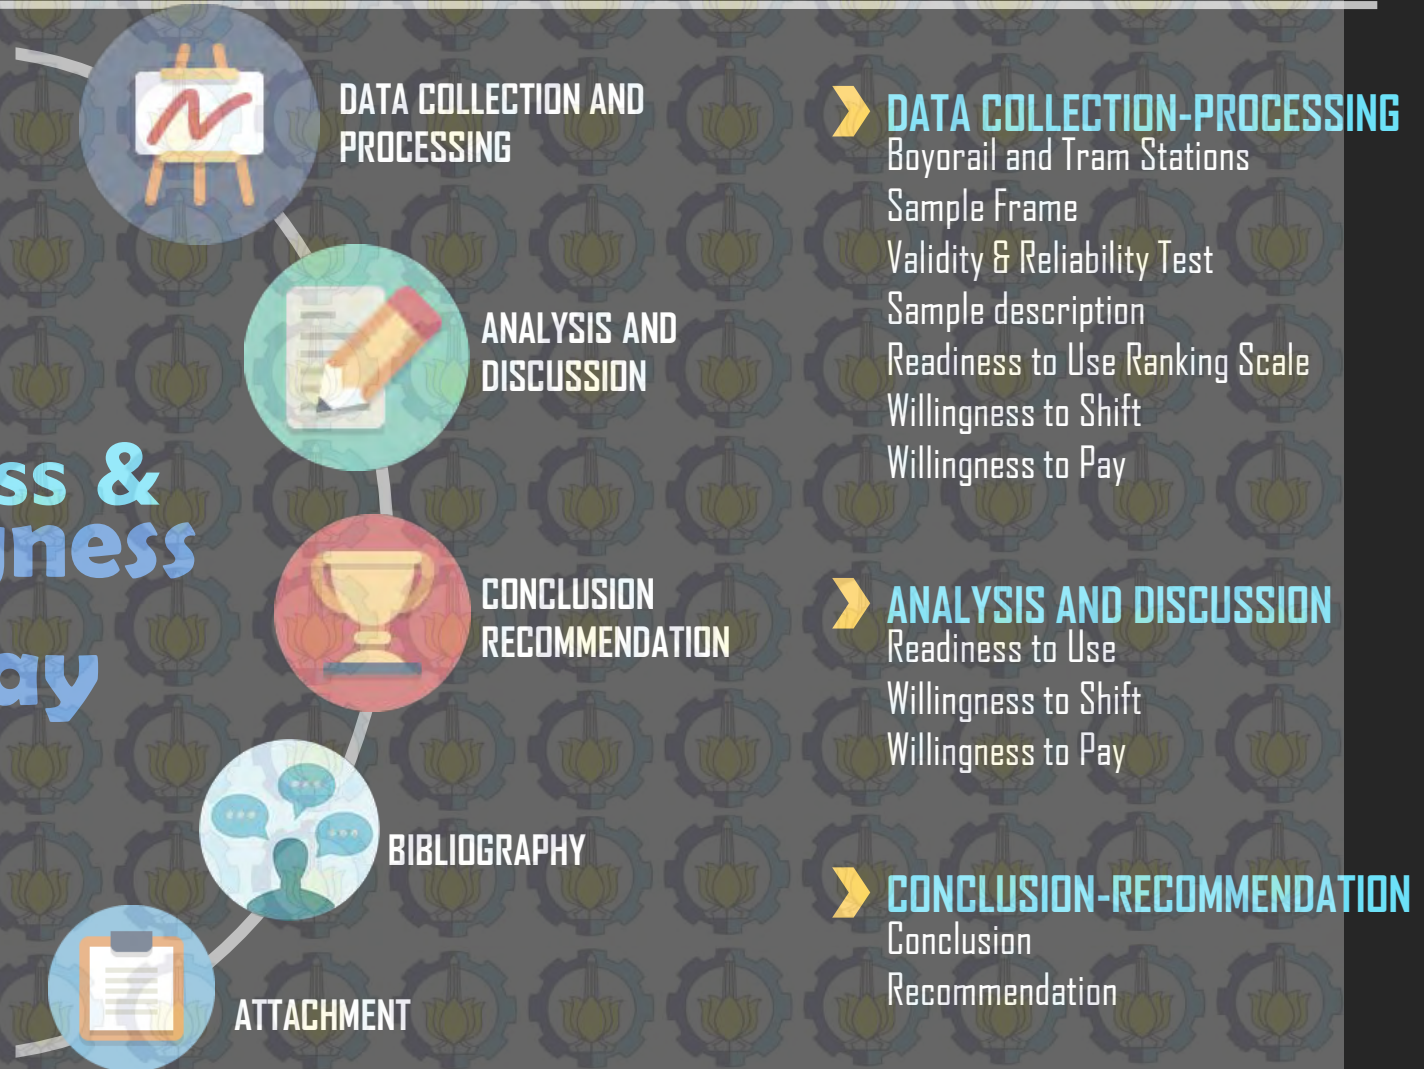 ss &
gness
ay
DATA COLLECTION AND
PROCESSING
ANALYSIS AND
DISCUSSION
CONCLUSION
RECOMMENDATION
BIBLIOGRAPHY
ATTACHMENT
DATA COLLECTION-PROCESSING
Boyorail and Tram Stations
Sample Frame
Validity & Reliability Test
Sample description
Readiness to Use Ranking Scale
Willingness to Shift
Willingness to Pay
ANALYSIS AND DISCUSSION
Readiness to Use
Willingness to Shift
Willingness to Pay
CONCLUSION-RECOMMENDATION
Conclusion
Recommendation